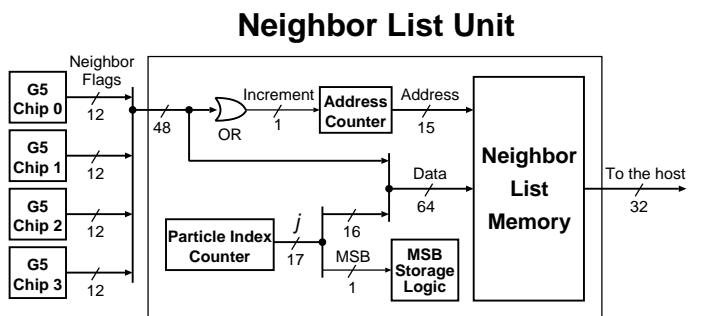 Neighbor List Unit
Neighbor
Flags
G5
Chip 0
12
G5
Chip 1
12
G5
Chip 2
12
G5
Chip 3
12
48
OR
Increment
1
Address
Counter
Address
15
Data
64
Particle Index
Counter
j
17
16
MSB
1
MSB
Storage
Logic
Neighbor
List
Memory
To the host
32